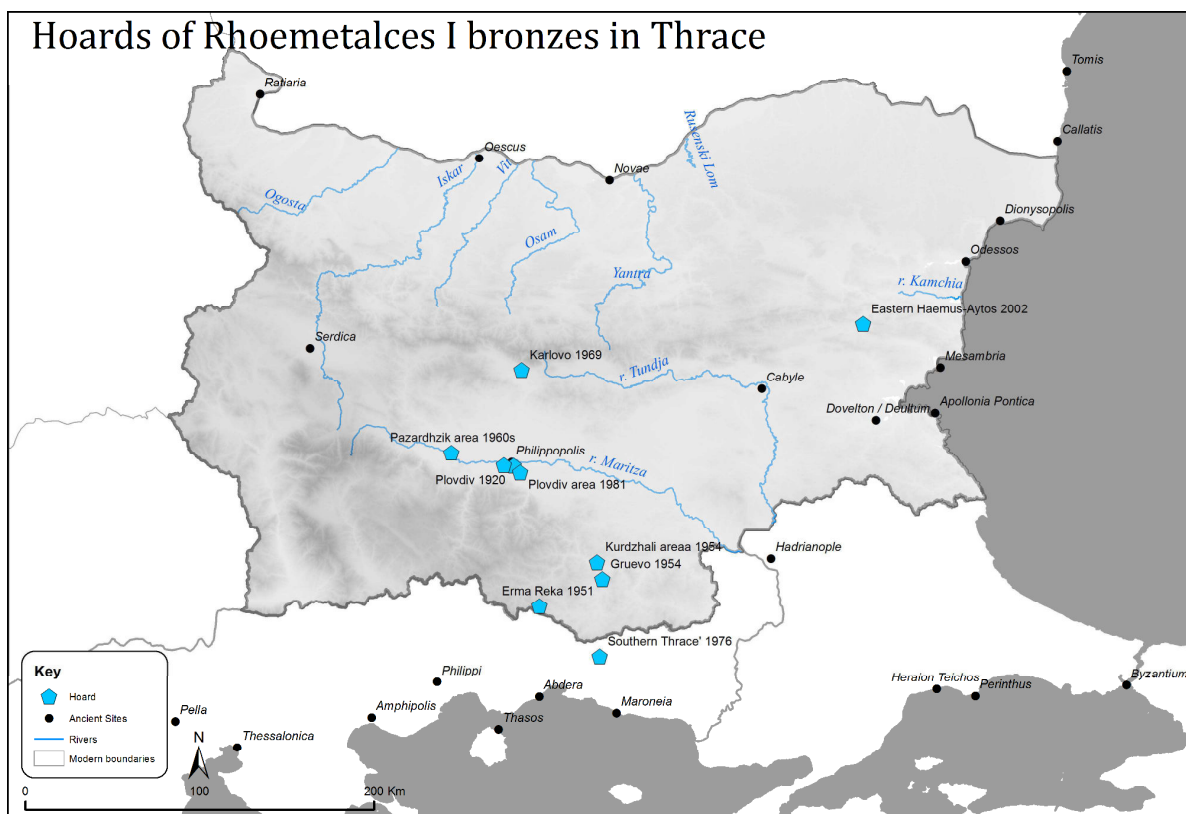 Hoards of Rhoemetalces I bronzes in Thrace
Tomis
Ratiaria
Callatis
Rusenski Lom
Oescus
Iskar
Vit
Novae
Ogosta
Dionysopolis
Osam
Odessos
Yantra
r. Kamchia
Eastern Haemus-Aytos 2002
Serdica
Karlovo 1969
Mesambria
r. Tundja
Cabyle
Dovelton / Deultum
Apollonia Pontica
Pazardhzik area 1960s
Philippopolis
r. Maritza
Plovdiv 1920
Plovdiv area 1981
Kurdzhali areaa 1954
Hadrianople
Gruevo 1954
Erma Reka 1951
Southern Thrace' 1976
Key
Hoard
Ancient Sites
Rivers
Modern boundaries
Philippi
Abdera
Heraion Teichos
Byzantium
Perinthus
Pella
Amphipolis
Maroneia
Thasos
Thessalonica
N
0 100 200 Km